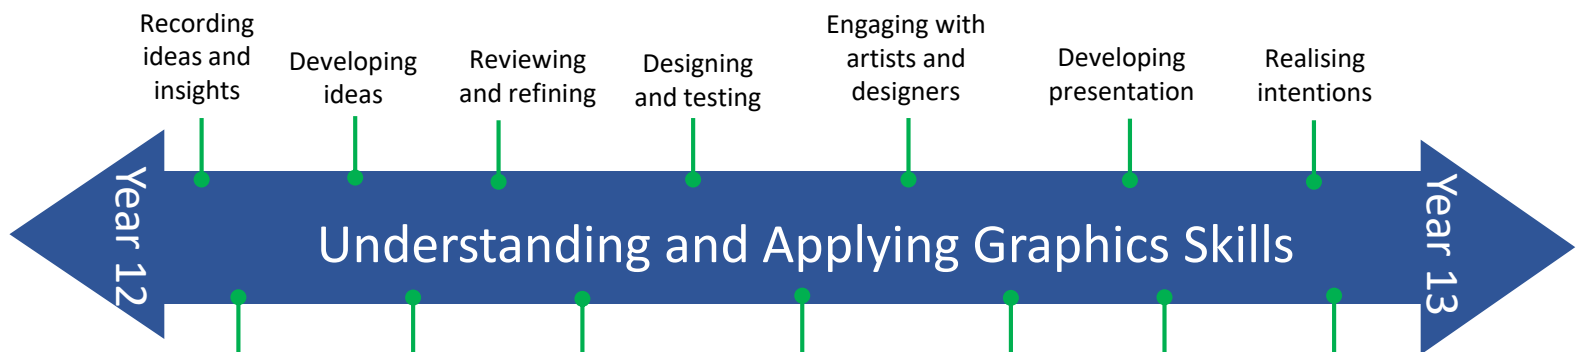 Recording
ideas and
insights
Developing
ideas
Reviewing
and refining
Designing
and testing
Engaging with
artists and
designers
Developing
presentation
Realising
intentions
Year 12
Understanding and Applying Graphics Skills
Year 13